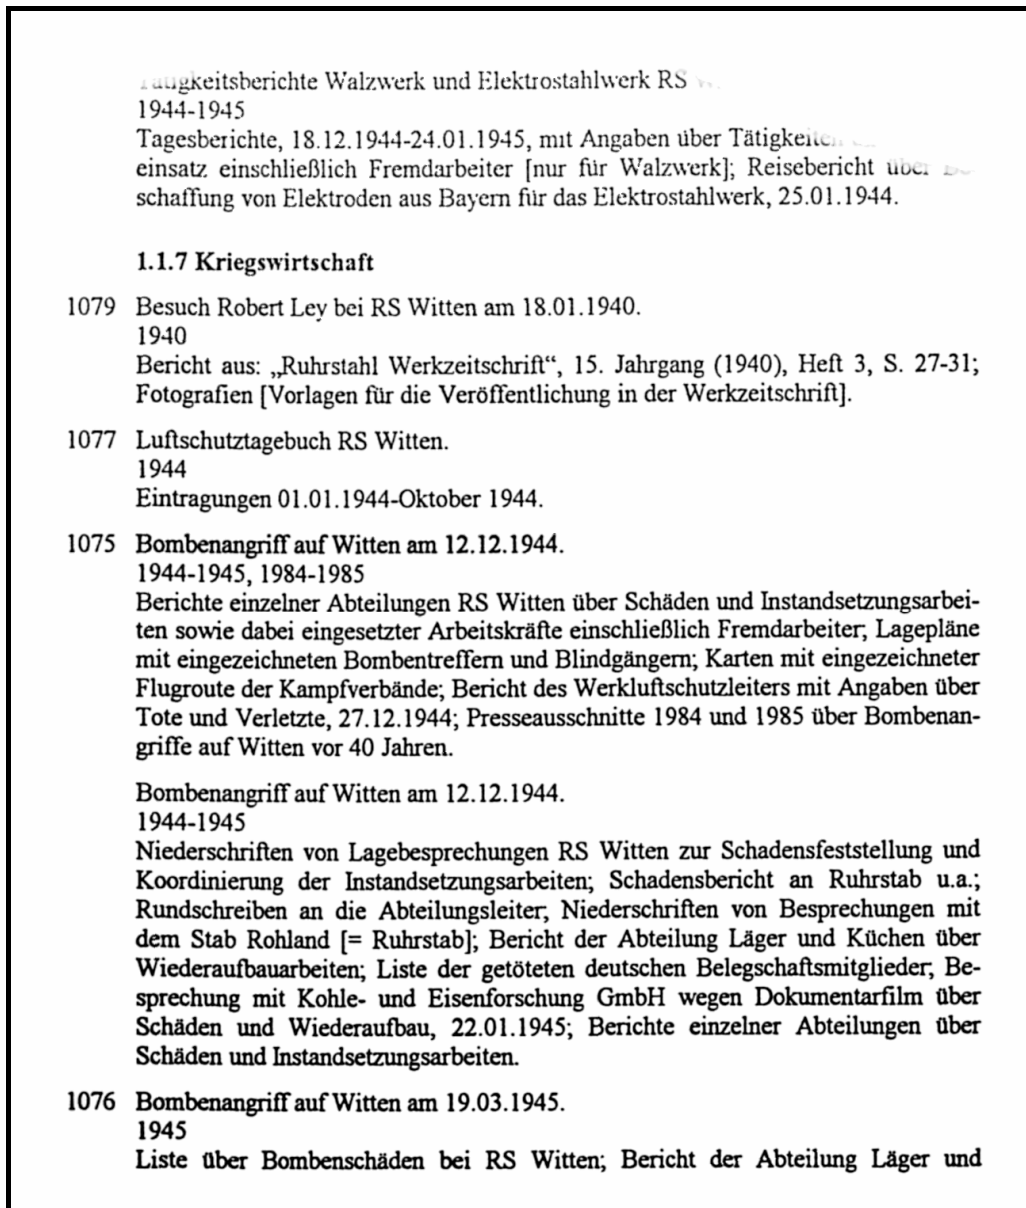 Walzwerk und Elektrostahlwerk RS
1944-1945
Tagesberichte, 18.12.1944-24.01.1945, mit Angaben über
einsatz einschließlich Fremdarbeiter [nur für Walzwerk]; Reisebericht über
schaffung von Elektroden aus Bayern für das Elektrostahlwerk, 25.01.1944.
1.1.7 Kriegswirtschaft
1079 Besuch Robert Ley bei RS Witten am 18.01.1940.
1940
Bericht aus: „Ruhrstahl Werkzeitschrift“, 15. Jahrgang (1940), Heft 3, S. 27-31;
Fotografien [Vorlagen für die Veröffentlichung in der Werkzeitschrift].
1077 Luftschutztagebuch RS Witten.
1944
Eintragungen 01.01.1944-Oktober 1944.
1075 Bombenangriff auf Witten am 12.12.1944.
1944-1945, 1984-1985
Berichte einzelner Abteilungen RS Witten über Schäden und Instandsetzungsarbei-
ten sowie dabei eingesetzter Arbeitskräfte einschließlich Fremdarbeiter; Lagepläne
mit eingezeichneten Bombentreffern und Blindgängern; Karten mit eingezeichneter
Flugroute der Kampfverbände; Bericht des Werkluftschutzleiters mit Angaben über
Tote und Verletzte, 27.12.1944; Presseausschnitte 1984 und 1985 über Bombenan-
griffe auf Witten vor 40 Jahren.
Bombenangriff auf Witten am 12.12.1944.
1944-1945
Niederschriften von Lagebesprechungen RS Witten zur Schadensfeststellung und
Koordinierung der Instandsetzungsarbeiten; Schadensbericht an Ruhrstab u.a.;
Rundschreiben an die Abteilungsleiter; Niederschriften von Besprechungen mit
dem Stab Rohland [= Ruhrstab]; Bericht der Abteilung Läger und Küchen über
Wiederaufbauarbeiten; Liste der getöteten deutschen Belegschaftsmitglieder; Be-
sprechung mit Kohle- und Eisenforschung GmbH wegen Dokumentarfilm über
Schäden und Wiederaufbau, 22.01.1945; Berichte einzelner Abteilungen über
Schäden und Instandsetzungsarbeiten.
1076 Bombenangriff auf Witten am 19.03.1945.
1945
Liste über Bombenschäden bei RS Witten; Bericht der Abteilung Läger und